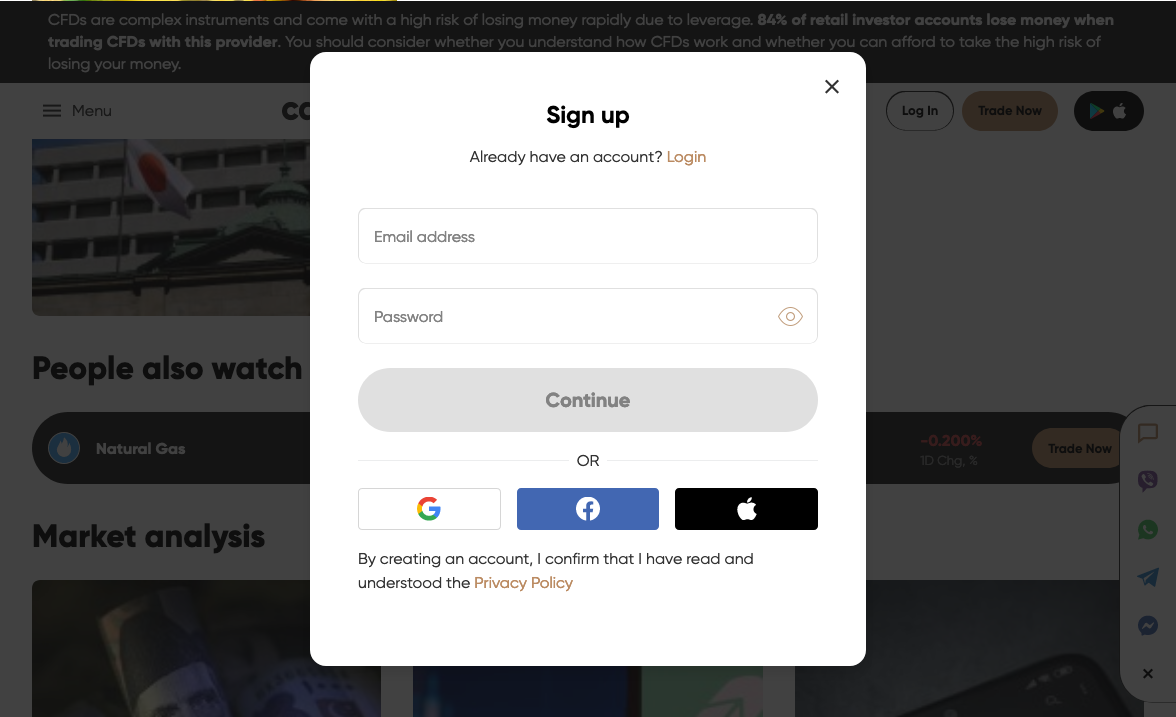 CFDs are complex instruments and come with a high risk of losing money rapidly due to leverage. 84% of retail investor accounts lose money when
trading CFDs with this provider. You should consider whether you understand how CFDs work and whether you can afford to take the high risk of
losing your money.
Menu
Log In
Trade Now
Sign up
Already have an account? Login
Email address
Password
Continue
OR
By creating an account, I confirm that I have read and
understood the Privacy Policy
People also watch
Natural Gas
-0.200%
1D Chg, %
Trade Now
Market analysis